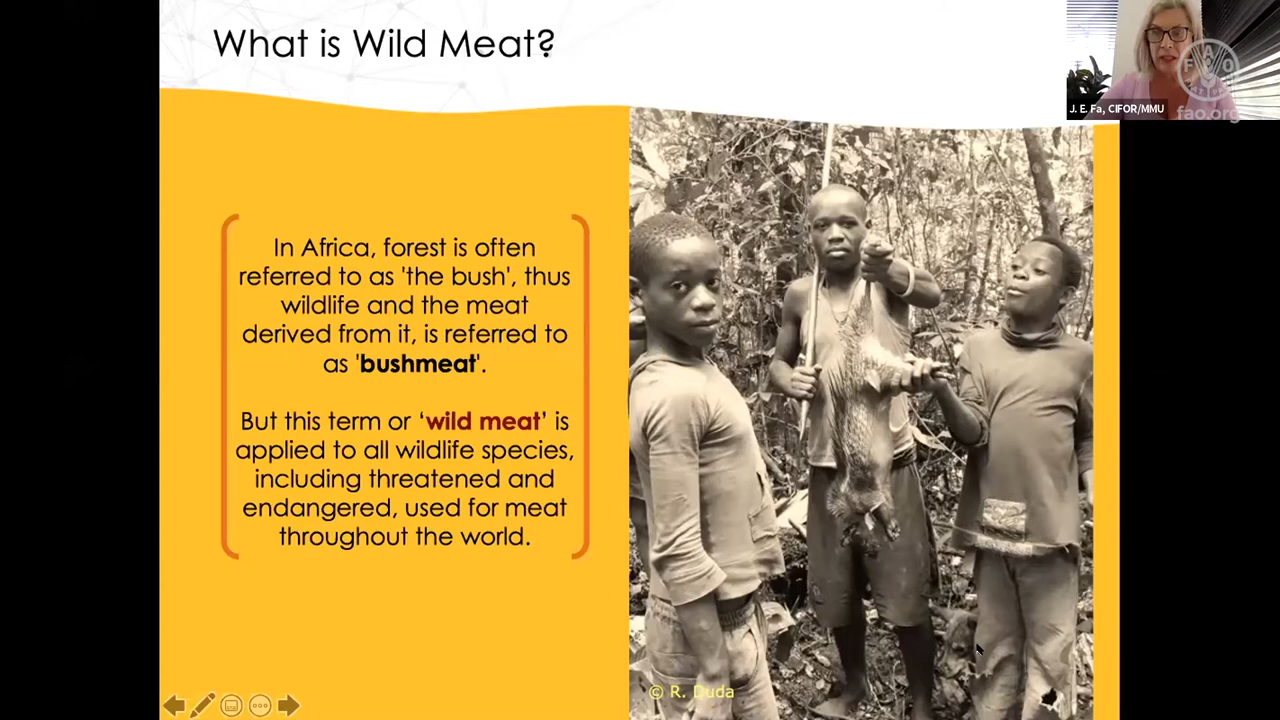 What is Wild Meat?
J. E. Fa, CIFOR/MMU
FAO
fao.org
In Africa, forest is often
referred to as 'the bush', thus
wildlife and the meat
derived from it, is referred to
as 'bushmeat'.
But this term or ‘wild meat’ is
applied to all wildlife species,
including threatened and
endangered, used for meat
throughout the world.
© R. Duda